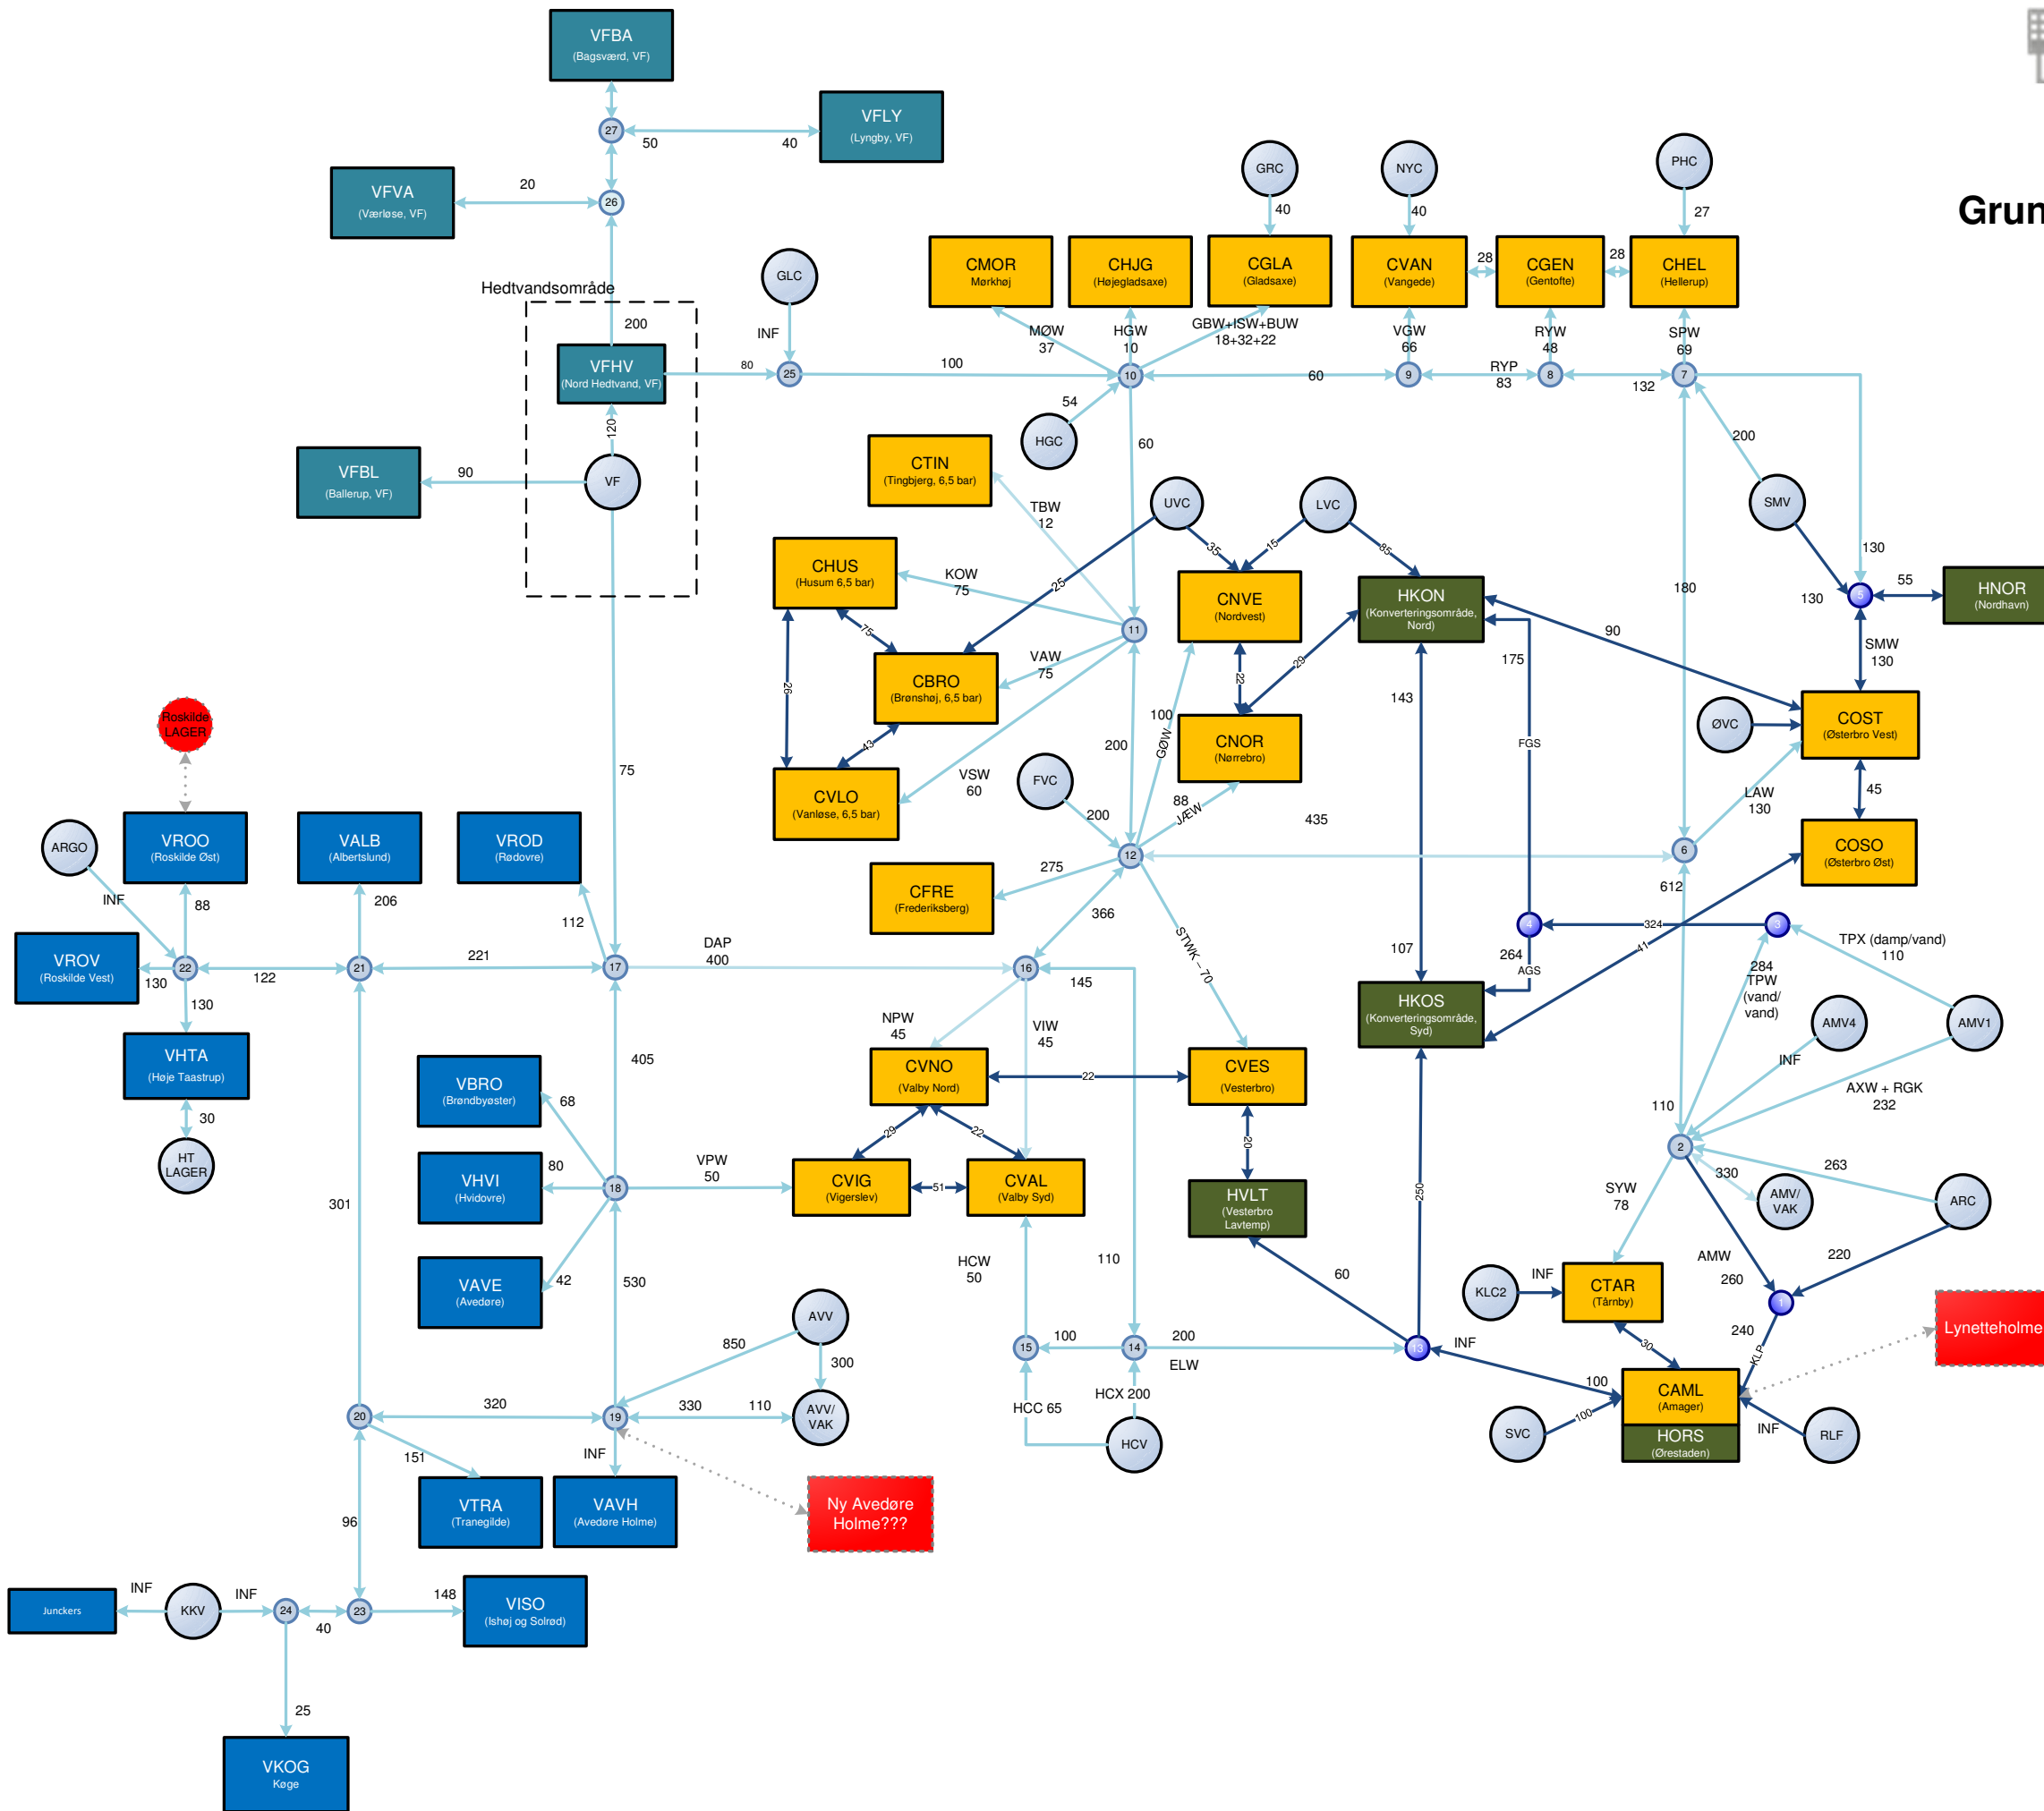 VFBA
(Bagsværd, VF)
27
50
40
VFLY
(Lyngby, VF)
VFVA
(Værløse, VF)
20
26
GRC
NYC
PHC
40
40
27
Grun
Hedtvandsområde
200
GLC
INF
CMOR
Mørkhøj
CHJG
(Højegladsaxe)
CGLA
(Gladsaxe)
CVAN
(Vangede)
28
CGEN
(Gentofte)
28
CHEL
(Hellerup)
MØW
37
HGW
10
GBW+ISW+BUW
18+32+22
VGW
66
RYW
48
SPW
69
VFHV
(Nord Hedtvand, VF)
80
25
100
10
60
9
RYP
83
8
132
7
120
54
HGC
60
200
VFBL
(Ballerup, VF)
90
VF
CTIN
(Tingbjerg, 6,5 bar)
TBW
12
UVC
LVC
SMV
35
15
85
130
CHUS
(Husum 6,5 bar)
KOW
75
25
CNVE
(Nordvest)
HKON
(Konverteringsområde,
Nord)
180
130
5
55
HNOR
(Nordhavn)
75
11
90
SMW
130
26
CBRO
(Brønshøj, 6,5 bar)
VAW
75
22
29
175
143
43
100
GØW
CNOR
(Nørrebro)
FGS
ØVC
COST
(Østerbro Vest)
Roskilde
LAGER
75
200
CVLO
(Vanløse, 6,5 bar)
VSW
60
FVC
200
88
JÆW
435
LAW
130
45
ARGO
VROO
(Roskilde Øst)
VALB
(Albertslund)
VROD
(Rødovre)
12
6
COSO
(Østerbro Øst)
INF
88
206
112
CFRE
(Frederiksberg)
275
366
612
STWK – 70
4
324
3
41
VROV
(Roskilde Vest)
130
22
122
21
221
17
DAP
400
16
145
107
264
AGS
TPX (damp/vand)
110
284
TPW
(vand/
vand)
130
HKOS
(Konverteringsområde,
Syd)
AMV4
AMV1
INF
VHTA
(Høje Taastrup)
405
NPW
45
VIW
45
VBRO
(Brøndbyøster)
68
CVNO
(Valby Nord)
22
CVES
(Vesterbro)
AXW + RGK
232
30
110
2
HT
LAGER
29
22
20
VHVI
(Hvidovre)
80
18
VPW
50
CVIG
(Vigerslev)
51
CVAL
(Valby Syd)
HVLT
(Vesterbro
Lavtemp)
250
SYW
78
330
AMV/
VAK
263
ARC
301
VAVE
(Avedøre)
42
530
HCW
50
110
60
AMW
260
220
KLC2
INF
CTAR
(Tårnby)
1
AVV
850
300
15
100
14
200
ELW
13
INF
30
240
KLP
Lynetteholme
100
CAML
(Amager)
HORS
(Ørestaden)
20
320
19
330
110
AVV/
VAK
HCC 65
HCX 200
HCV
SVC
100
INF
RLF
151
INF
VTRA
(Tranegilde)
VAVH
(Avedøre Holme)
Ny Avedøre
Holme???
96
Junckers
INF
KKV
INF
24
40
23
148
VISO
(Ishøj og Solrød)
25
VKOG
Køge